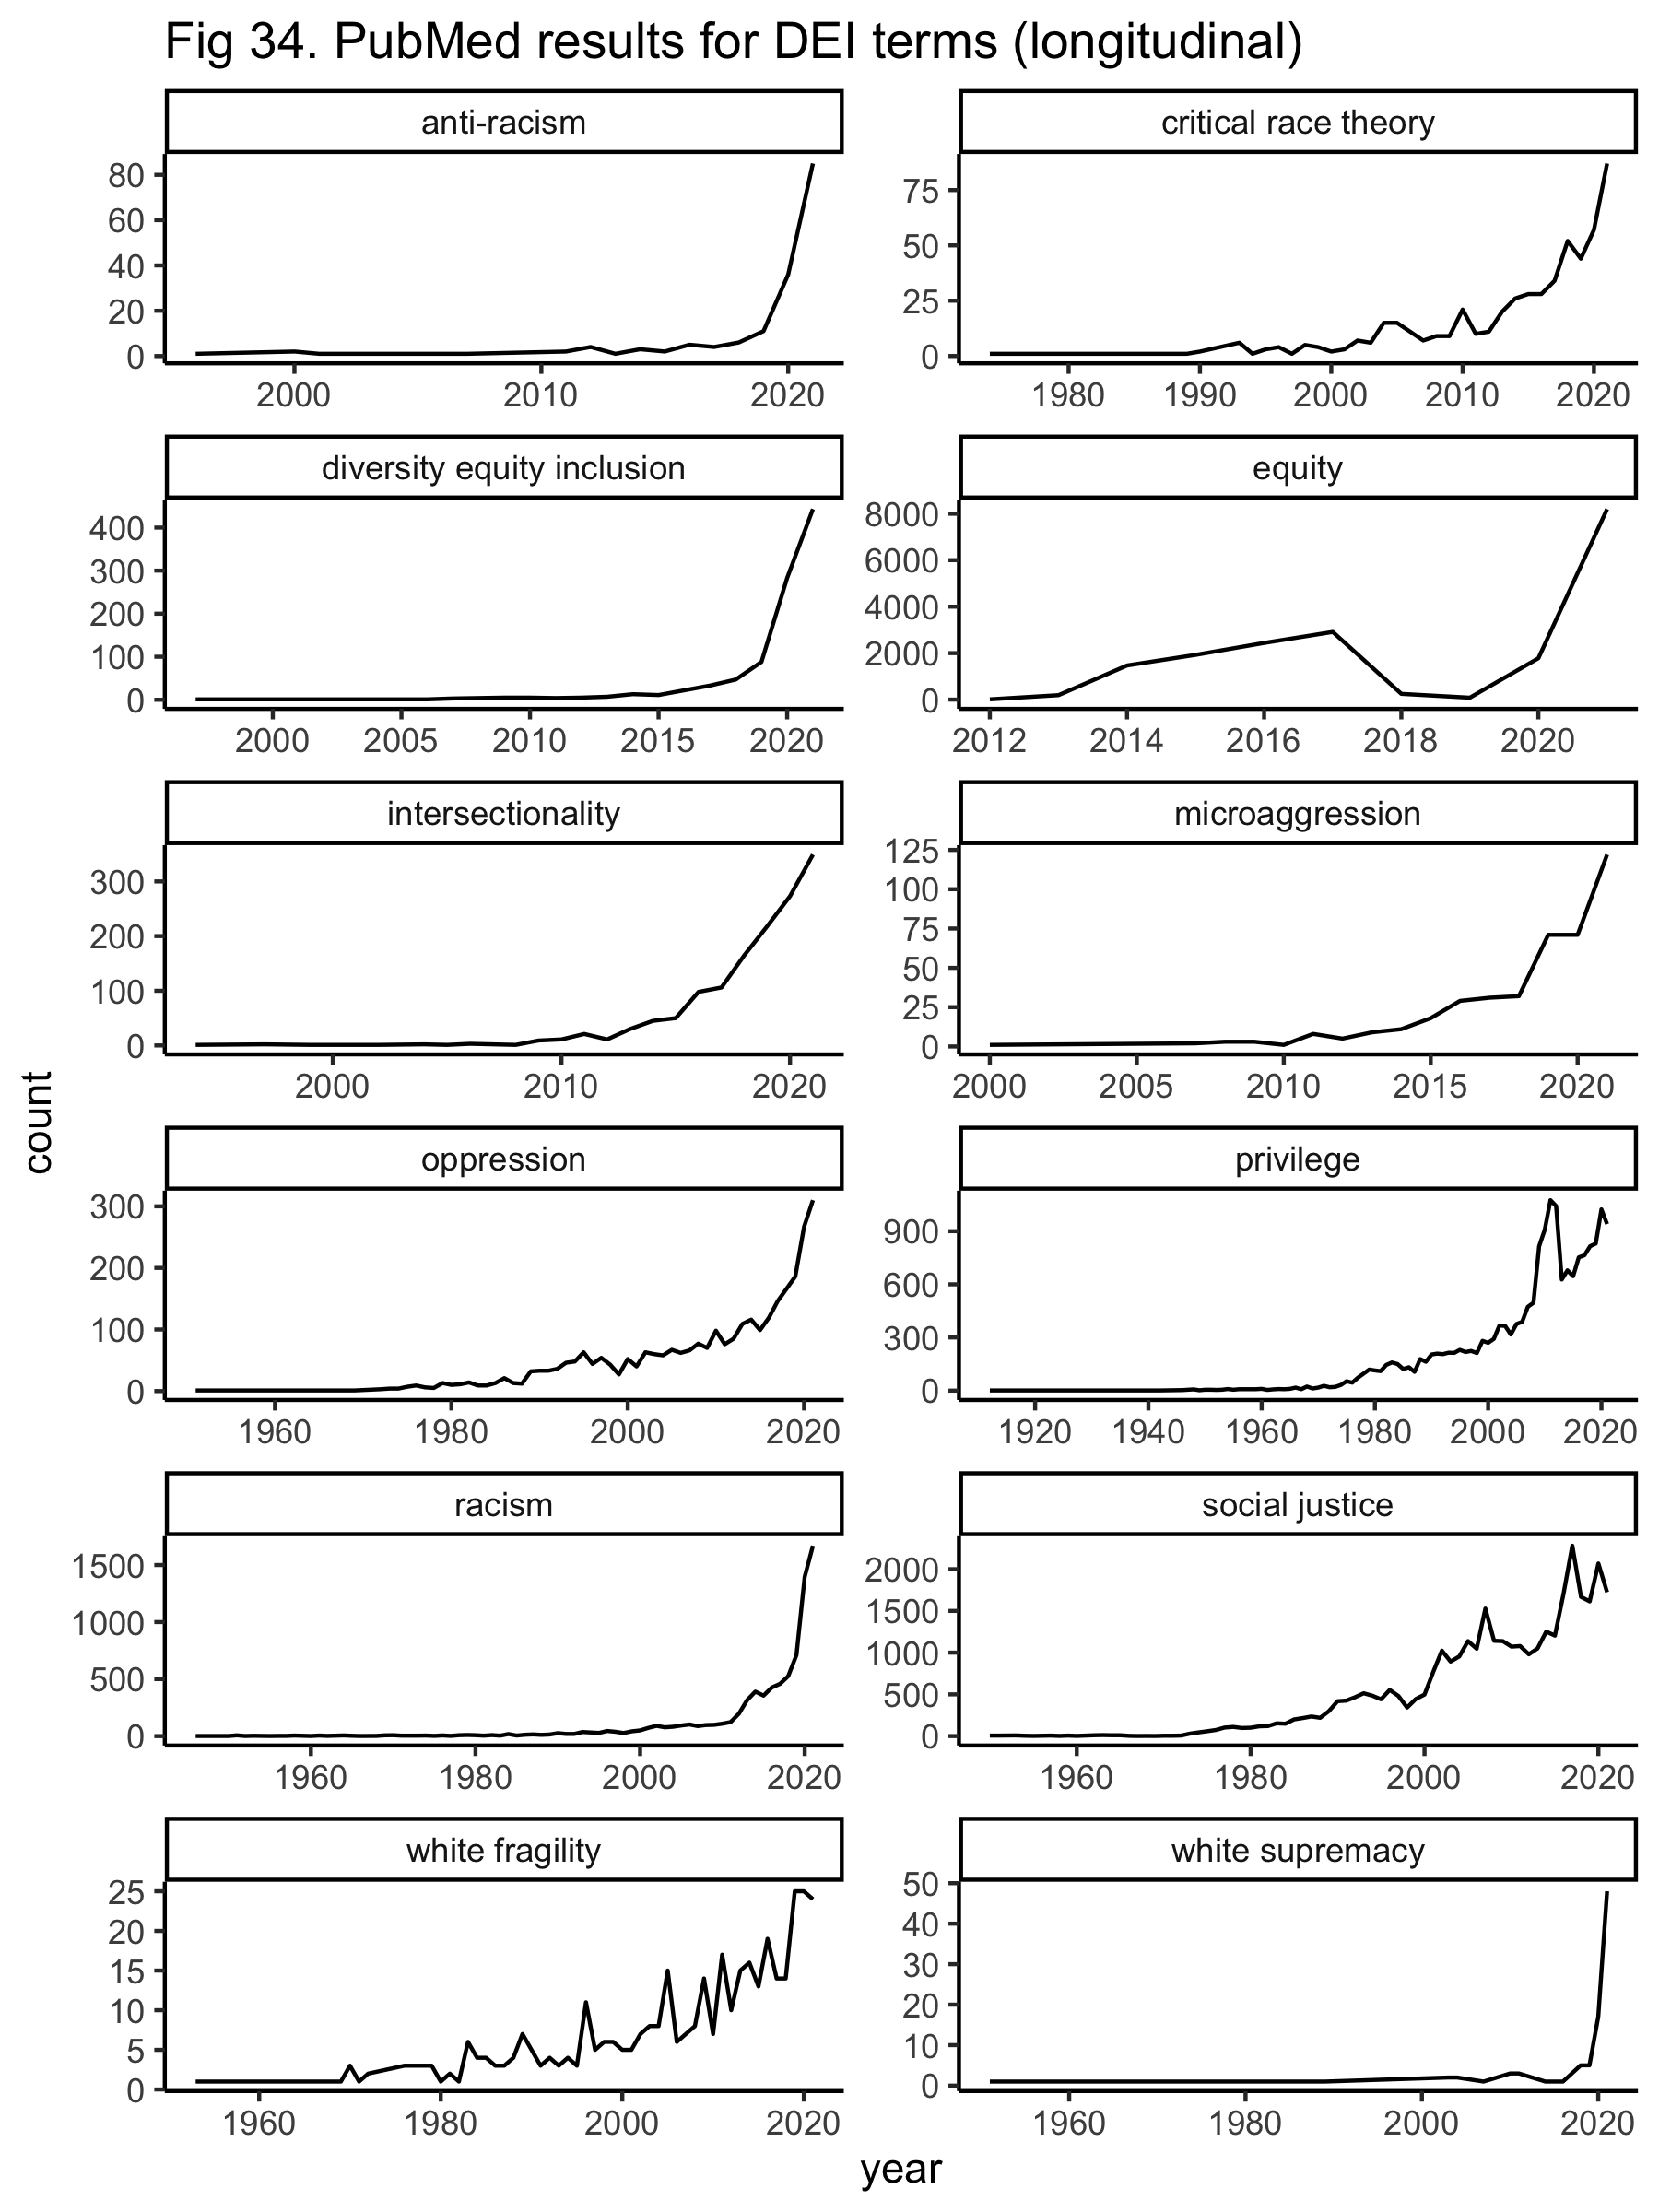 Fig 34. PubMed results for DEI terms (longitudinal)
anti-racism
critical race theory
80
60
40
20
0
75
50
25
0
2000 2010 2020
1980 1990 2000 2010 2020
diversity equity inclusion
equity
400
300
200
100
0
8000
6000
4000
2000
0
2000 2005 2010 2015 2020
2012 2014 2016 2018 2020
intersectionality
microaggression
300
200
100
0
125
100
75
50
25
0
2000 2010 2020
2000 2005 2010 2015 2020
count
oppression
privilege
300
200
100
0
900
600
300
0
1960 1980 2000 2020
1920 1940 1960 1980 2000 2020
racism
social justice
1500
1000
500
0
2000
1500
1000
500
0
1960 1980 2000 2020
1960 1980 2000 2020
white fragility
white supremacy
25
20
15
10
5
0
50
40
30
20
10
0
1960 1980 2000 2020
1960 1980 2000 2020
year